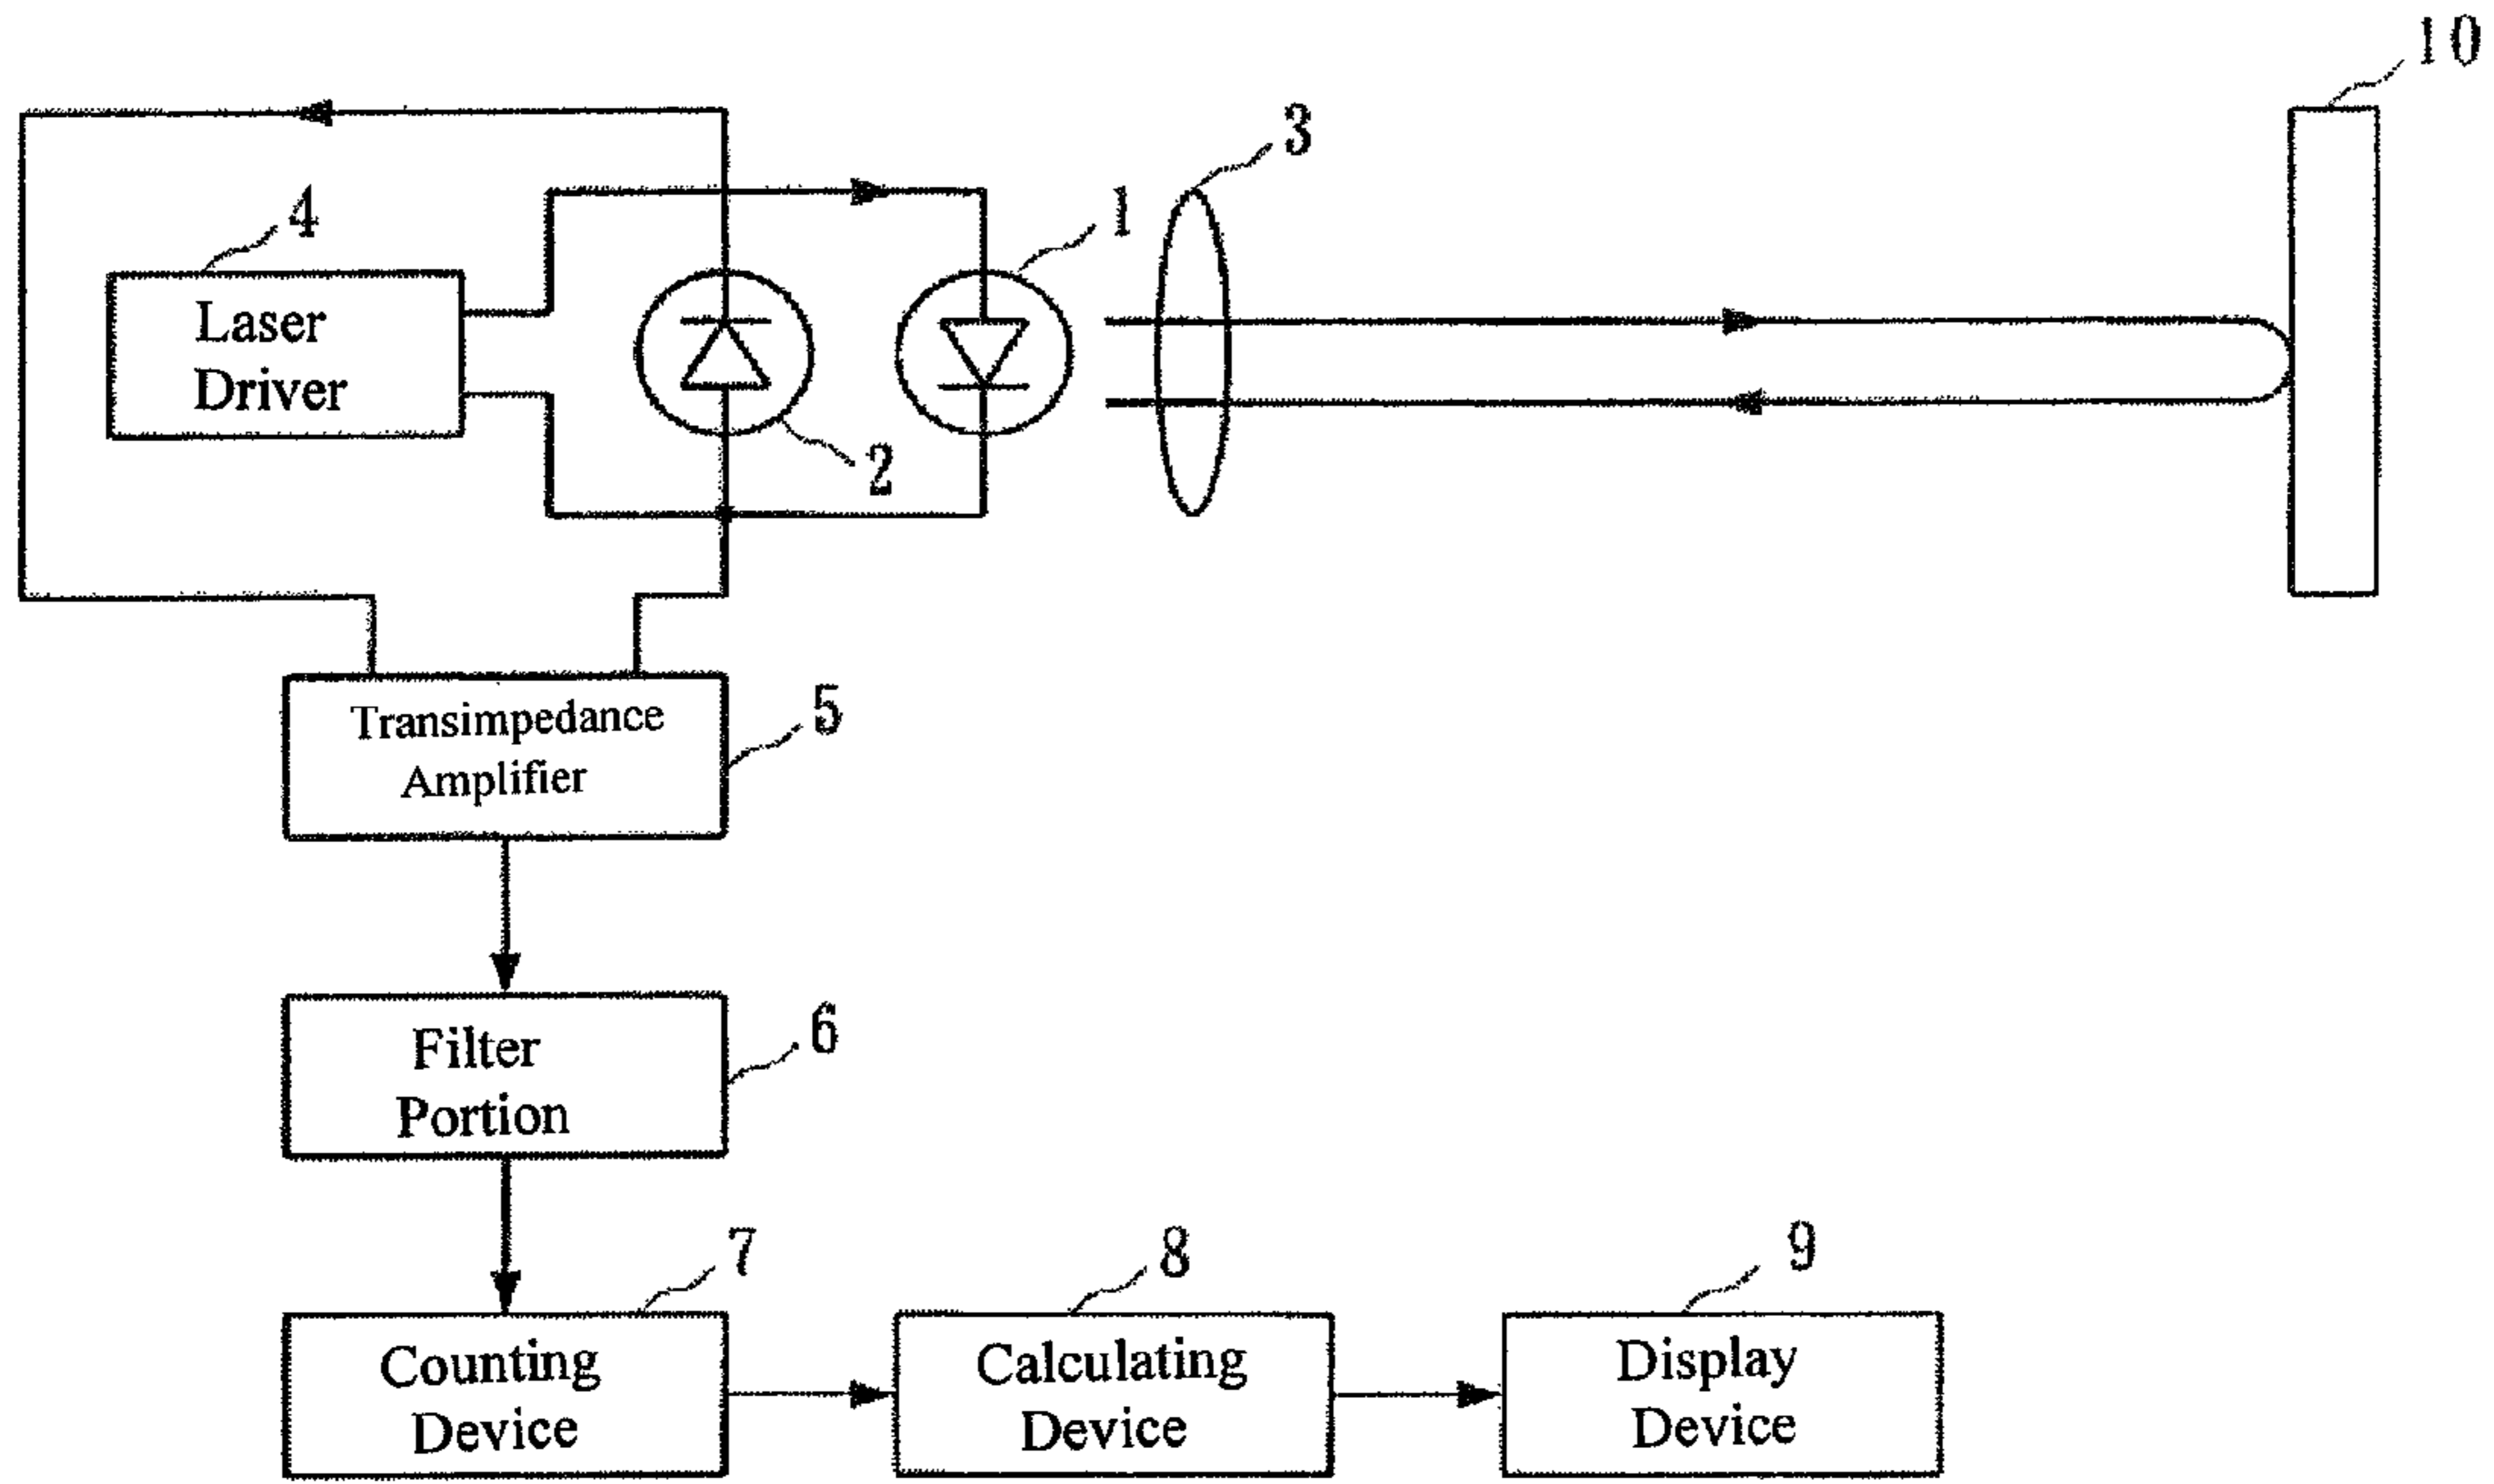 10
3
4
1
Laser
Driver
2
Transimpedance
Amplifier
5
Filter
Portion
6
7
8
9
Counting
Device
Calculating
Device
Display
Device